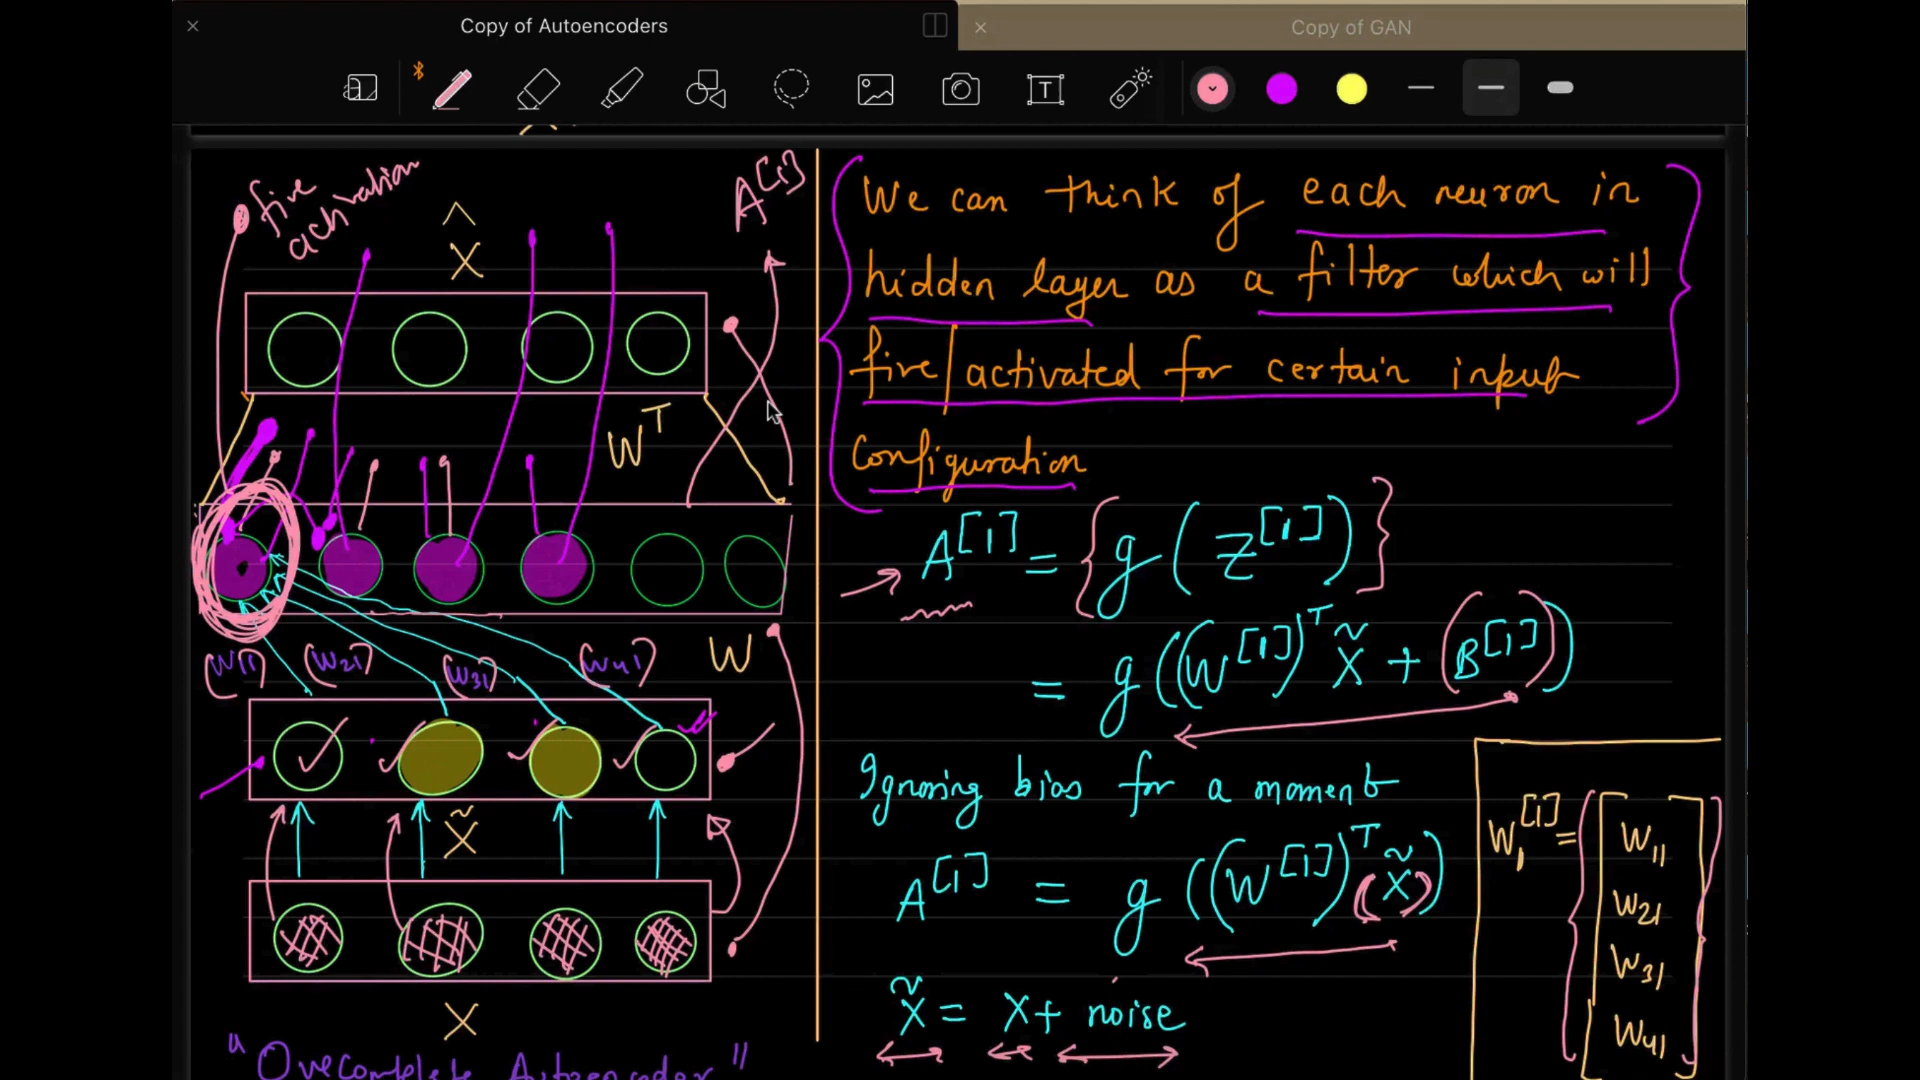 Copy of Autoencoders
Copy of GAN
fire
activation
A[1]
^
X
W^T
(W11)
(W21)
(W31)
(W41)
W
X̃
X
"Overcomplete Autoencoder"
We can think of each neuron in
hidden layer as a filter which will
fire/activated for certain input
Configuration
A[1] = {g(Z[1])}
= g((W[1])^T X̃ + (B[1]))
Ignoring bias for a moment
A[1] = g((W[1])^T (X̃))
X̃ = X + noise
W₁[1] =
W11
W21
W31
W41